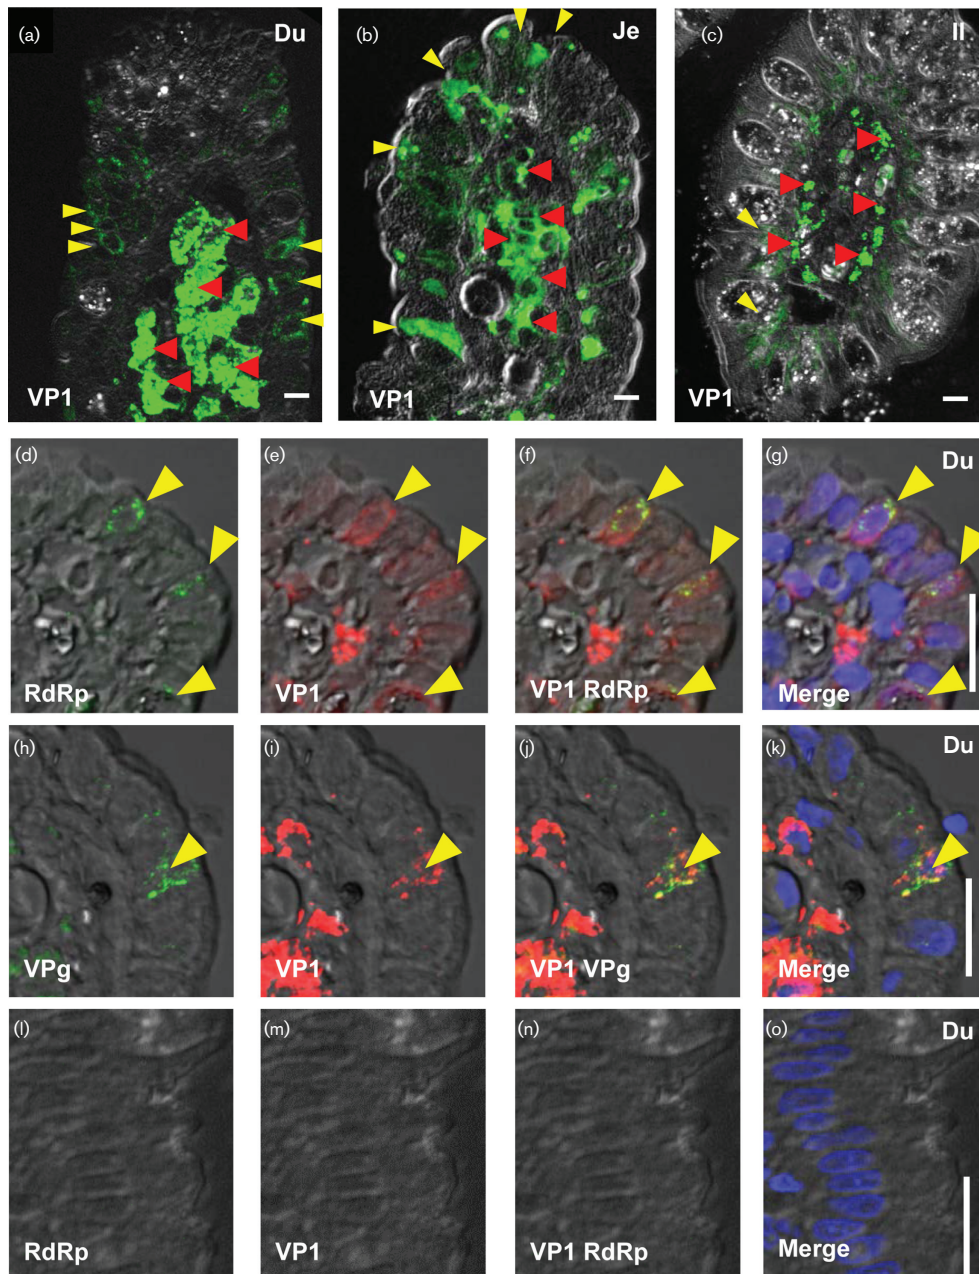 (a) Du
VP1
(b) Je
VP1
(c) Il
VP1
(d)
RdRp
(e)
VP1
(f)
VP1 RdRp
(g) Du
Merge
(h)
VPg
(i)
VP1
(j)
VP1 VPg
(k) Du
Merge
(l)
RdRp
(m)
VP1
(n)
VP1 RdRp
(o) Du
Merge